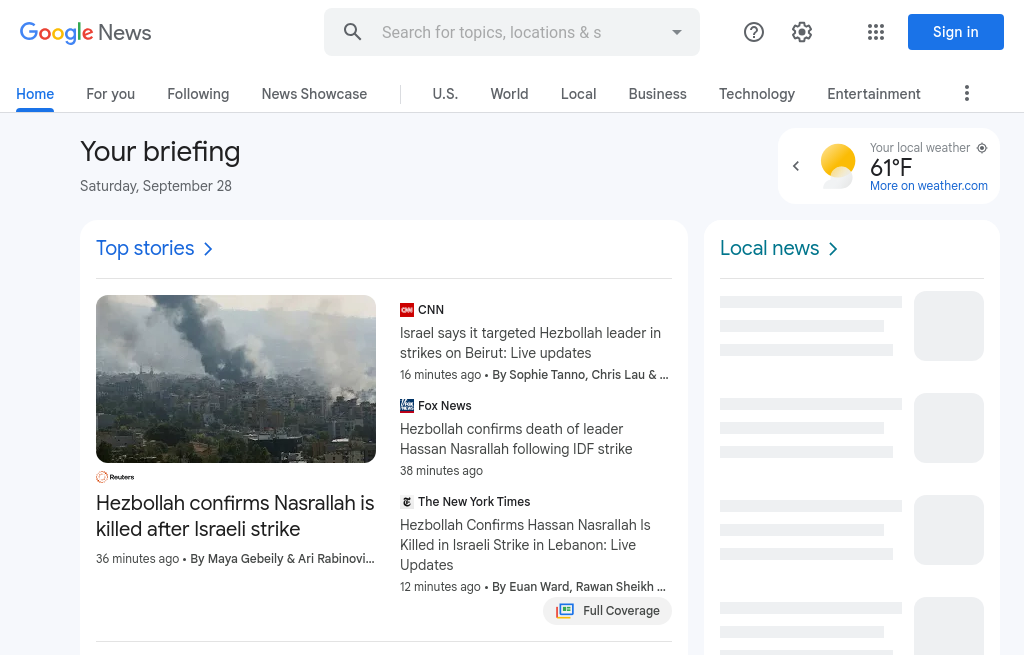 Google News
Search for topics, locations & s
Sign in
Home
For you
Following
News Showcase
U.S.
World
Local
Business
Technology
Entertainment
Your briefing
Saturday, September 28
Your local weather
61°F
More on weather.com
Top stories
Reuters
Hezbollah confirms Nasrallah is
killed after Israeli strike
36 minutes ago • By Maya Gebeily & Ari Rabinovi…
CNN
Israel says it targeted Hezbollah leader in
strikes on Beirut: Live updates
16 minutes ago • By Sophie Tanno, Chris Lau & …
Fox News
Hezbollah confirms death of leader
Hassan Nasrallah following IDF strike
38 minutes ago
The New York Times
Hezbollah Confirms Hassan Nasrallah Is
Killed in Israeli Strike in Lebanon: Live
Updates
12 minutes ago • By Euan Ward, Rawan Sheikh …
Full Coverage
Local news